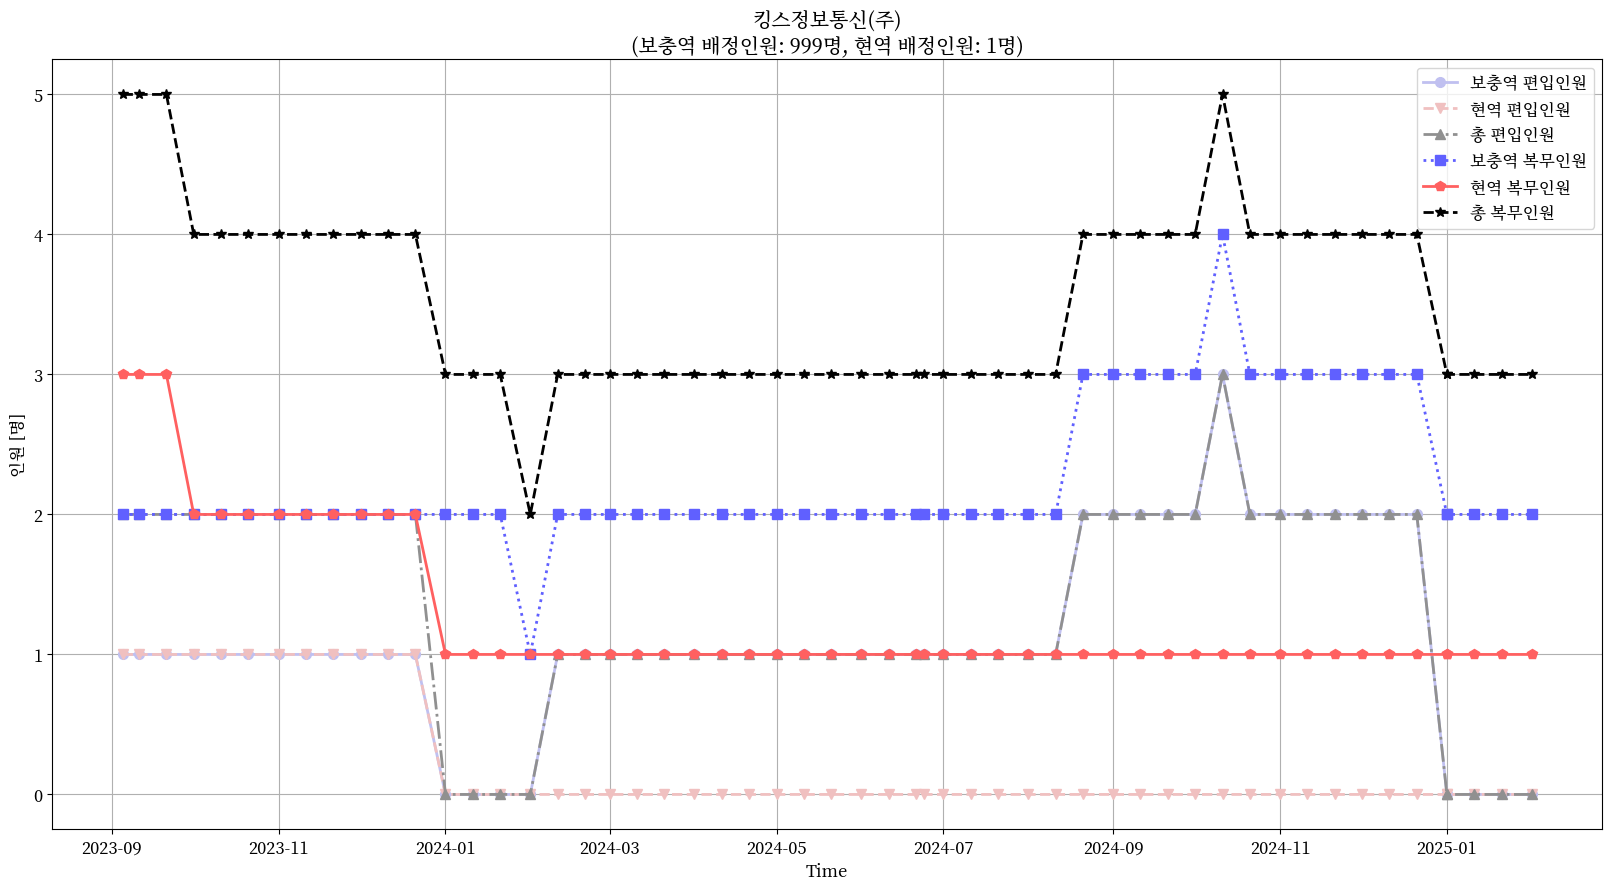 킹스정보통신(주)
(보충역 배정인원: 999명, 현역 배정인원: 1명)
보충역 편입인원
현역 편입인원
총 편입인원
보충역 복무인원
현역 복무인원
총 복무인원
인원 [명]
5
4
3
2
1
0
2023-09 2023-11 2024-01 2024-03 2024-05 2024-07 2024-09 2024-11 2025-01
Time